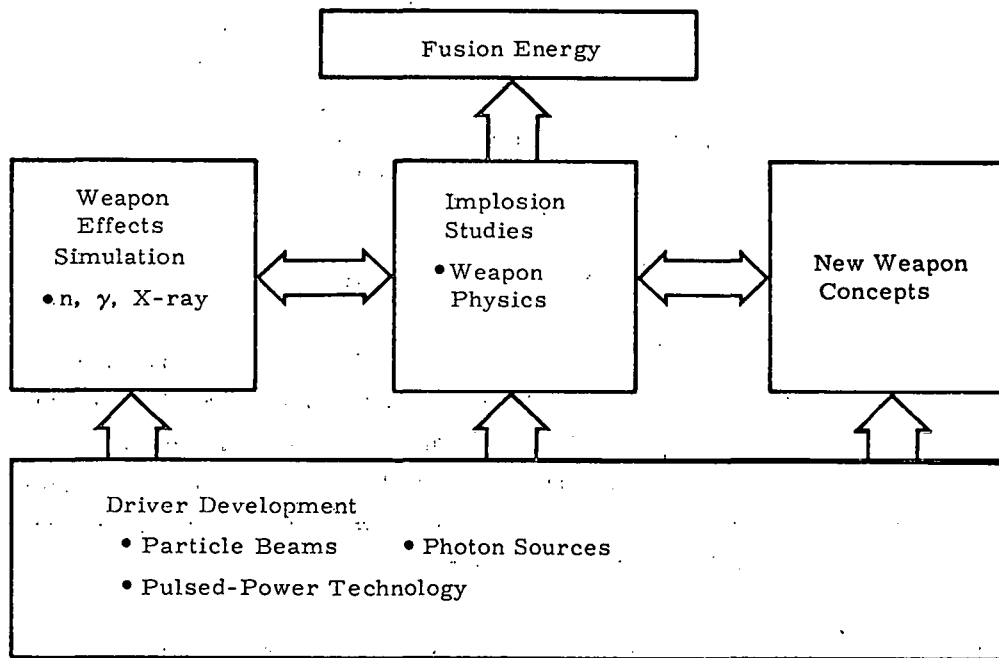 Fusion Energy
Weapon
Effects
Simulation
• n, γ, X-ray
Implosion
Studies
• Weapon
Physics
New Weapon
Concepts
Driver Development
• Particle Beams • Photon Sources
• Pulsed-Power Technology